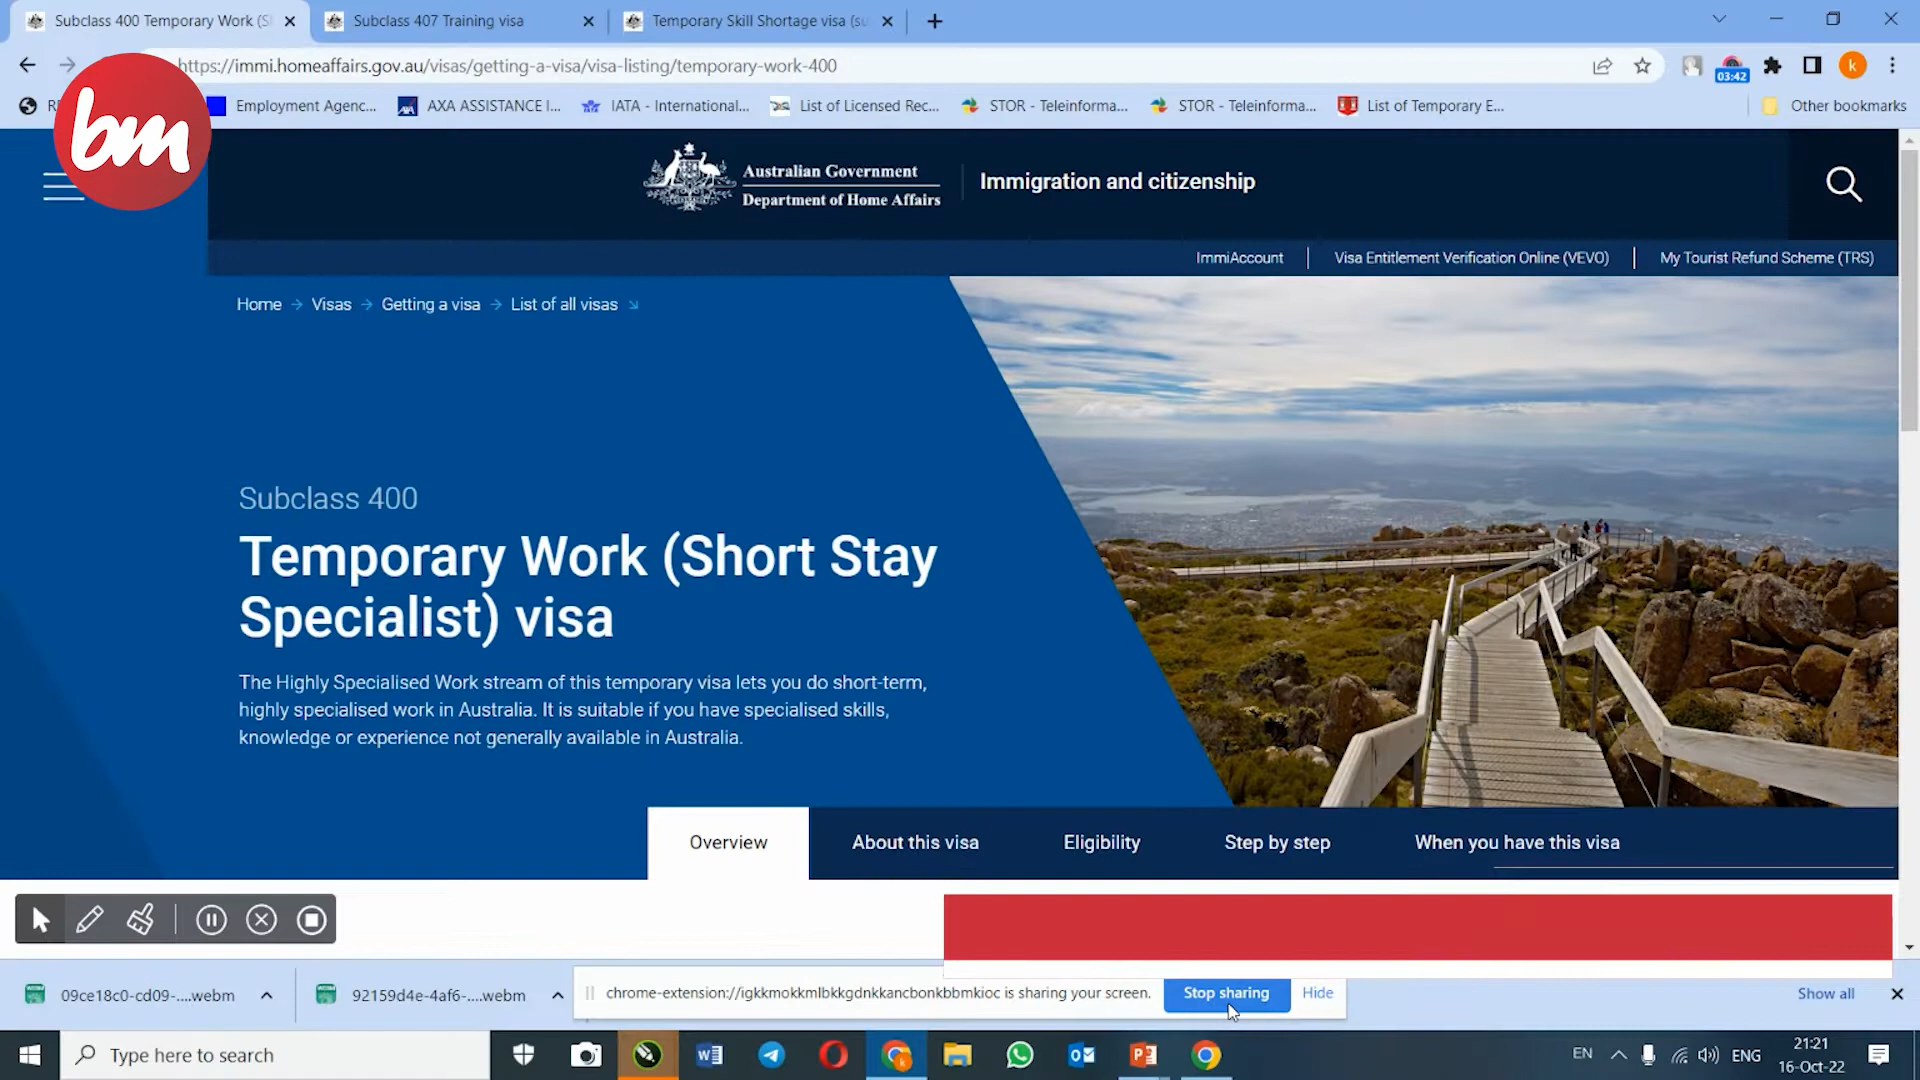 Subclass 400 Temporary Work (S
Subclass 407 Training visa
Temporary Skill Shortage visa (su
https://immi.homeaffairs.gov.au/visas/getting-a-visa/visa-listing/temporary-work-400
03:42
k
Employment Agenc...
AXA ASSISTANCE I...
IATA - International...
List of Licensed Rec...
STOR - Teleinforma...
STOR - Teleinforma...
List of Temporary E...
Other bookmarks
bm
Australian Government
Department of Home Affairs
Immigration and citizenship
ImmiAccount
Visa Entitlement Verification Online (VEVO)
My Tourist Refund Scheme (TRS)
Home
Visas
Getting a visa
List of all visas
Subclass 400
Temporary Work (Short Stay
Specialist) visa
The Highly Specialised Work stream of this temporary visa lets you do short-term,
highly specialised work in Australia. It is suitable if you have specialised skills,
knowledge or experience not generally available in Australia.
Overview
About this visa
Eligibility
Step by step
When you have this visa
09ce18c0-cd09-....webm
92159d4e-4af6-....webm
chrome-extension://igkkmokkmlbkkgdnkkancbonkbbmkioc is sharing your screen.
Stop sharing
Hide
Show all
Type here to search
EN
ENG
21:21
16-Oct-22